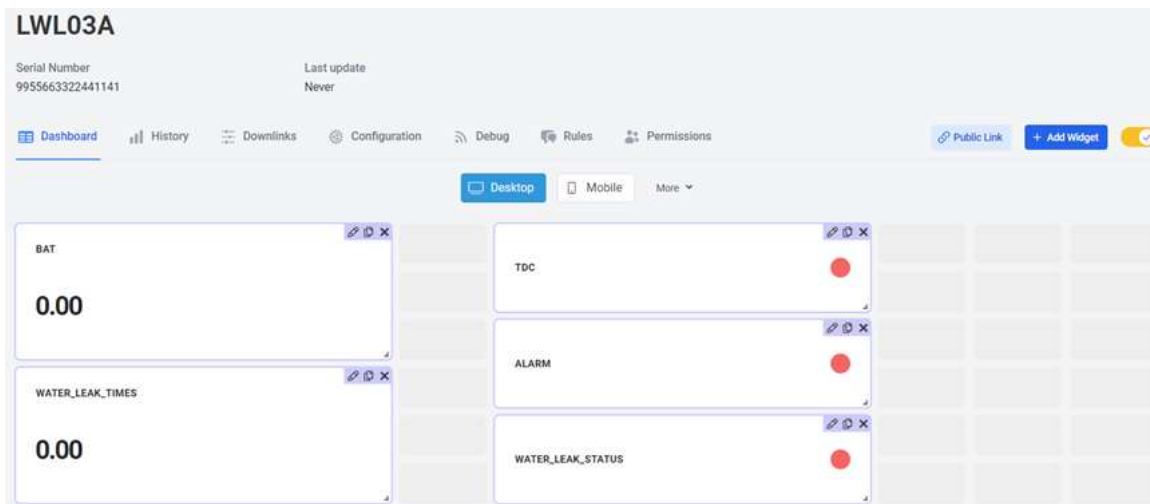 LWL03A
Serial Number
9955663322441141
Last update
Never
Dashboard
History
Downlinks
Configuration
Debug
Rules
Permissions
Public Link
+ Add Widget
Desktop
Mobile
More
BAT
0.00
WATER_LEAK_TIMES
0.00
TDC
ALARM
WATER_LEAK_STATUS